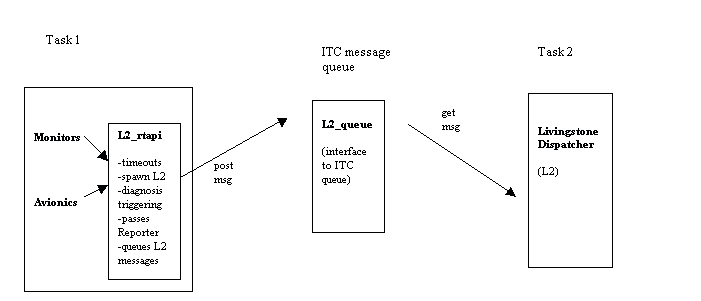 Task 1
ITC message
queue
Task 2
Monitors
Avionics
L2_rtapi
-timeouts
-spawn L2
-diagnosis
triggering
-passes
Reporter
-queues L2
messages
post
msg
L2_queue
(interface
to ITC
queue)
get
msg
Livingstone
Dispatcher
(L2)